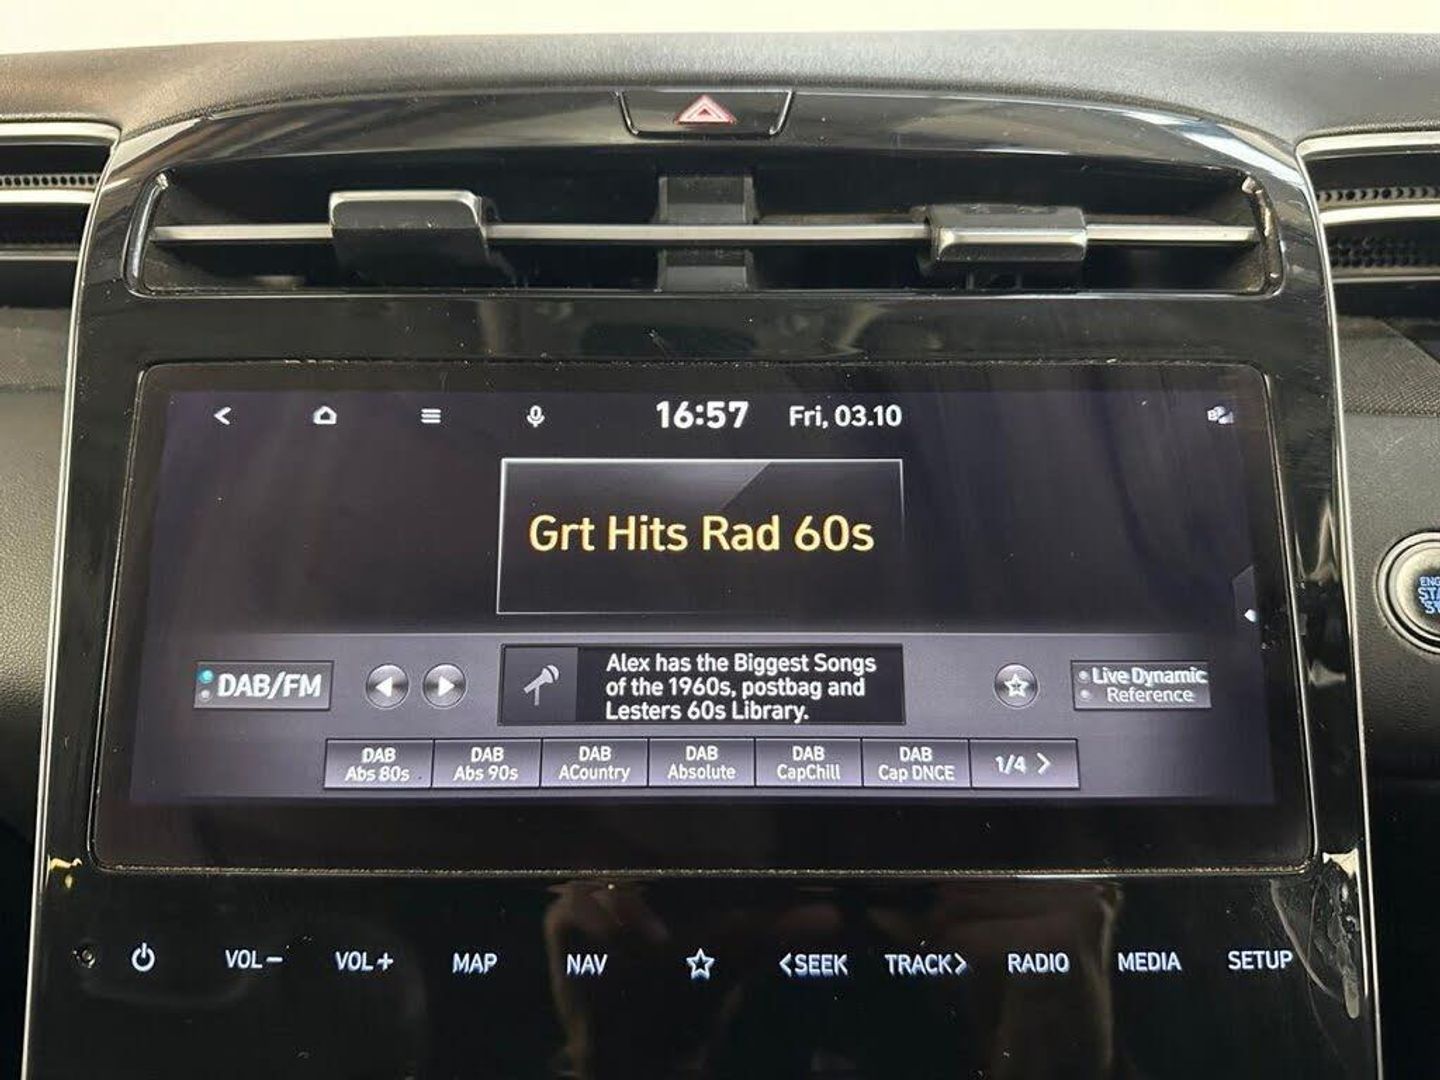 16:57 Fri, 03.10
Grt Hits Rad 60s
DAB/FM
Alex has the Biggest Songs
of the 1960s, postbag and
Lesters 60s Library.
Live Dynamic
Reference
DAB
Abs 80s
DAB
Abs 90s
DAB
ACountry
DAB
Absolute
DAB
CapChill
DAB
Cap DNCE
1/4 >
VOL− VOL+ MAP NAV <SEEK TRACK> RADIO MEDIA SETUP